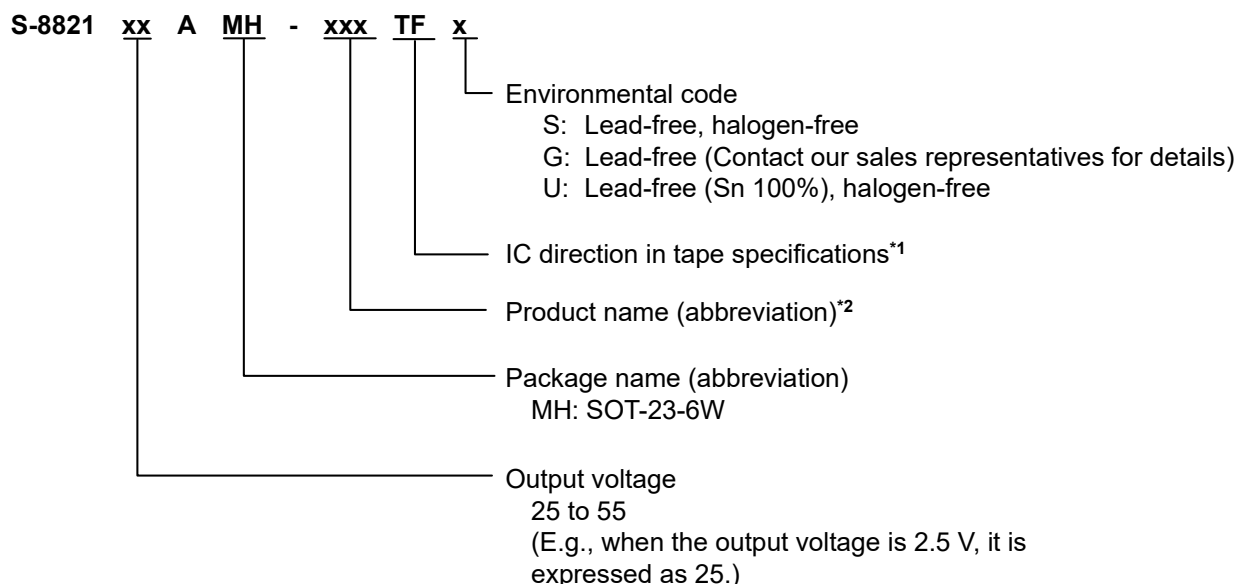 S-8821 xx A MH - xxx TF x
Environmental code
S: Lead-free, halogen-free
G: Lead-free (Contact our sales representatives for details)
U: Lead-free (Sn 100%), halogen-free
IC direction in tape specifications*1
Product name (abbreviation)*2
Package name (abbreviation)
MH: SOT-23-6W
Output voltage
25 to 55
(E.g., when the output voltage is 2.5 V, it is
expressed as 25.)